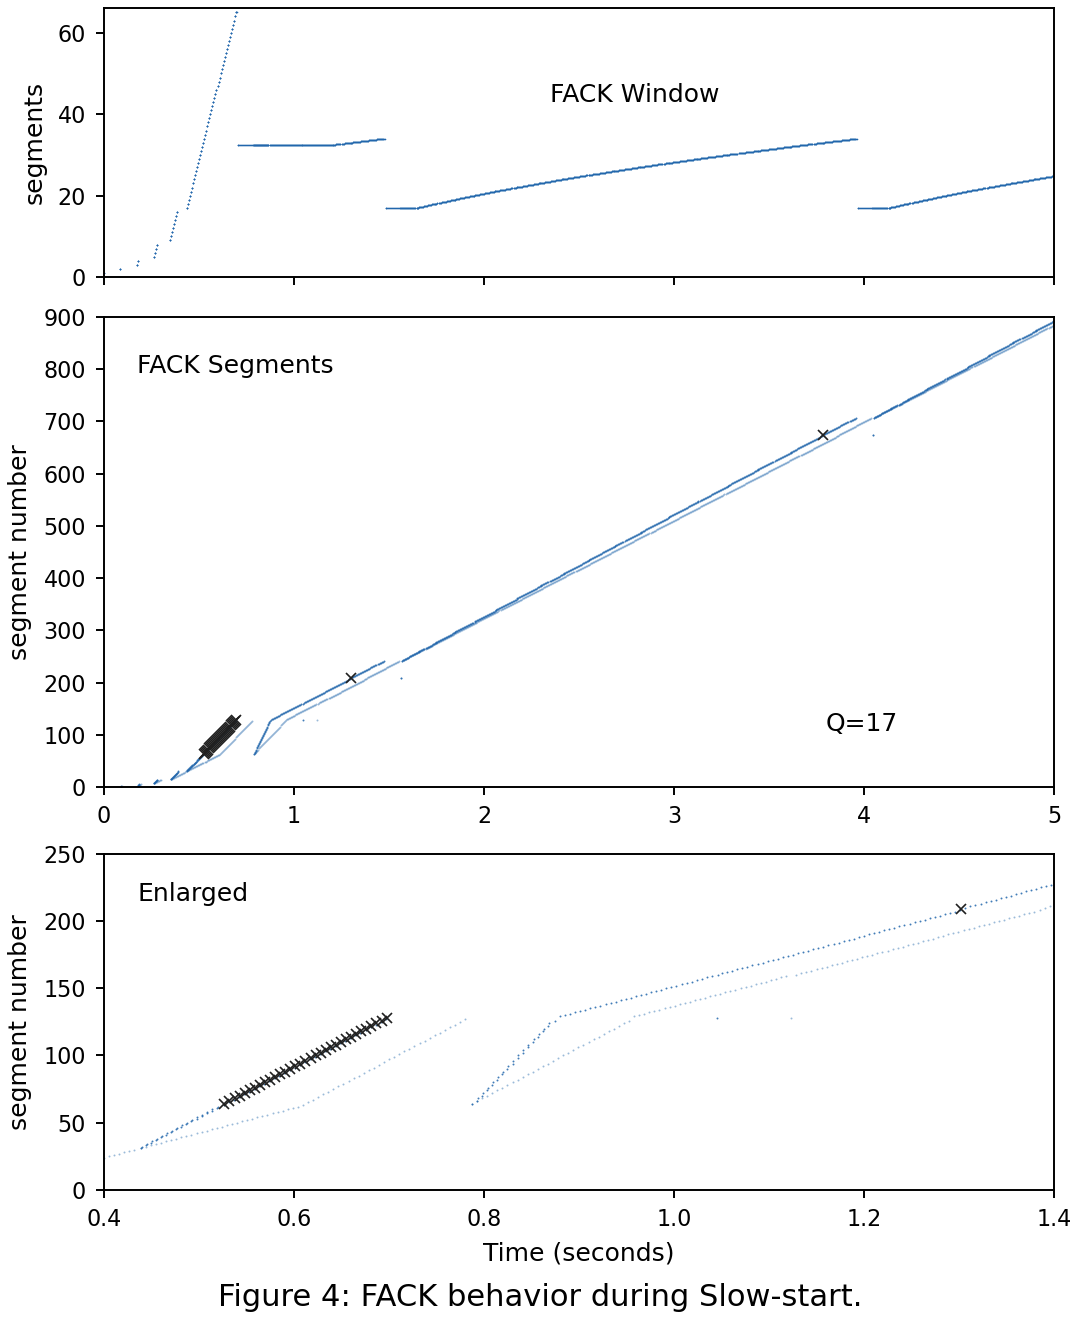 60
40
20
0
segments
FACK Window
900
800
700
600
500
400
300
200
100
0
segment number
FACK Segments
Q=17
0 1 2 3 4 5
250
200
150
100
50
0
segment number
Enlarged
0.4 0.6 0.8 1.0 1.2 1.4
Time (seconds)
Figure 4: FACK behavior during Slow-start.